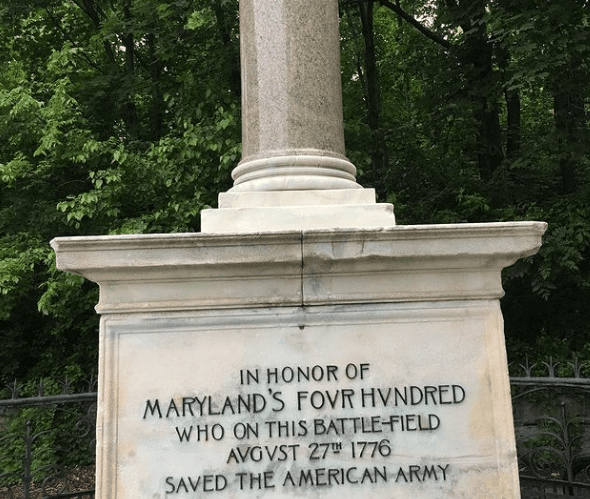 IN HONOR OF
MARYLAND'S FOVR HVNDRED
WHO ON THIS BATTLE-FIELD
AVGVST 27TH 1776
SAVED THE AMERICAN ARMY